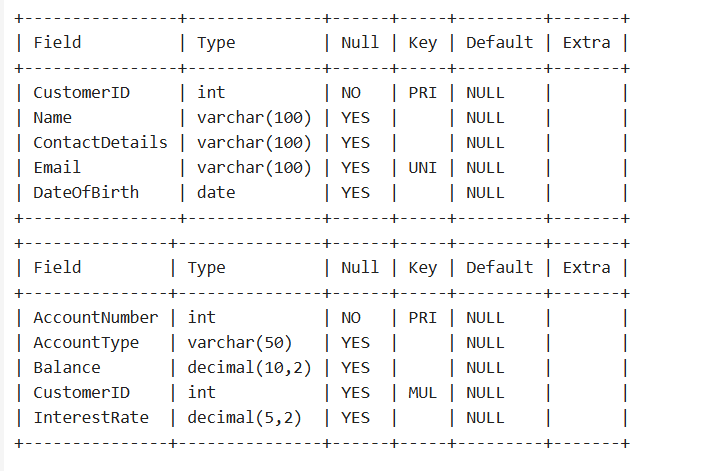 +----------------+--------------+------+-----+---------+-------+
| Field          | Type         | Null | Key | Default | Extra |
+----------------+--------------+------+-----+---------+-------+
| CustomerID     | int          | NO   | PRI | NULL    |       |
| Name           | varchar(100) | YES  |     | NULL    |       |
| ContactDetails | varchar(100) | YES  |     | NULL    |       |
| Email          | varchar(100) | YES  | UNI | NULL    |       |
| DateOfBirth    | date         | YES  |     | NULL    |       |
+----------------+--------------+------+-----+---------+-------+
+---------------+---------------+------+-----+---------+-------+
| Field         | Type          | Null | Key | Default | Extra |
+---------------+---------------+------+-----+---------+-------+
| AccountNumber | int           | NO   | PRI | NULL    |       |
| AccountType   | varchar(50)   | YES  |     | NULL    |       |
| Balance       | decimal(10,2) | YES  |     | NULL    |       |
| CustomerID    | int           | YES  | MUL | NULL    |       |
| InterestRate  | decimal(5,2)  | YES  |     | NULL    |       |
+---------------+---------------+------+-----+---------+-------+